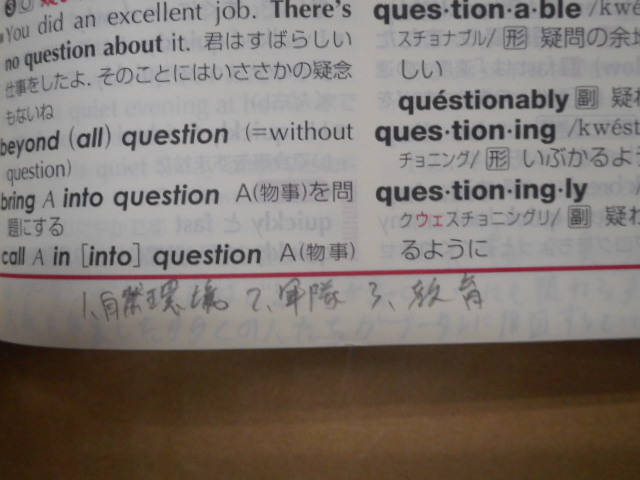 You did an excellent job. There's
no question about it. 君はすばらしい
仕事をしたよ. そのことにはいささかの疑念
もないね
beyond (all) question (=without
question)
bring A into question A(物事)を問
題にする
call A in [into] question A(物事)
ques·tion·a·ble /kwe
スチョナブル/ 形 疑問の余地
しい
quéstionably 副 疑わ
ques·tion·ing /kwést
チョニング/ 形 いぶかるよう
ques·tion·ing·ly
クウェスチョニングリ/ 副 疑わ
るように
1、自然環境 2、軍隊 3、教育